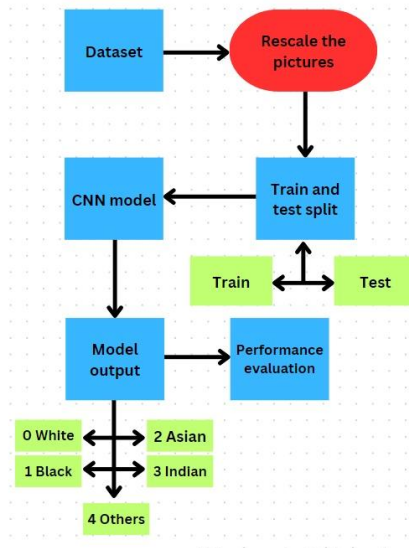 Dataset
Rescale the
pictures
CNN model
Train and
test split
Train
Test
Model
output
Performance
evaluation
0 White
2 Asian
1 Black
3 Indian
4 Others